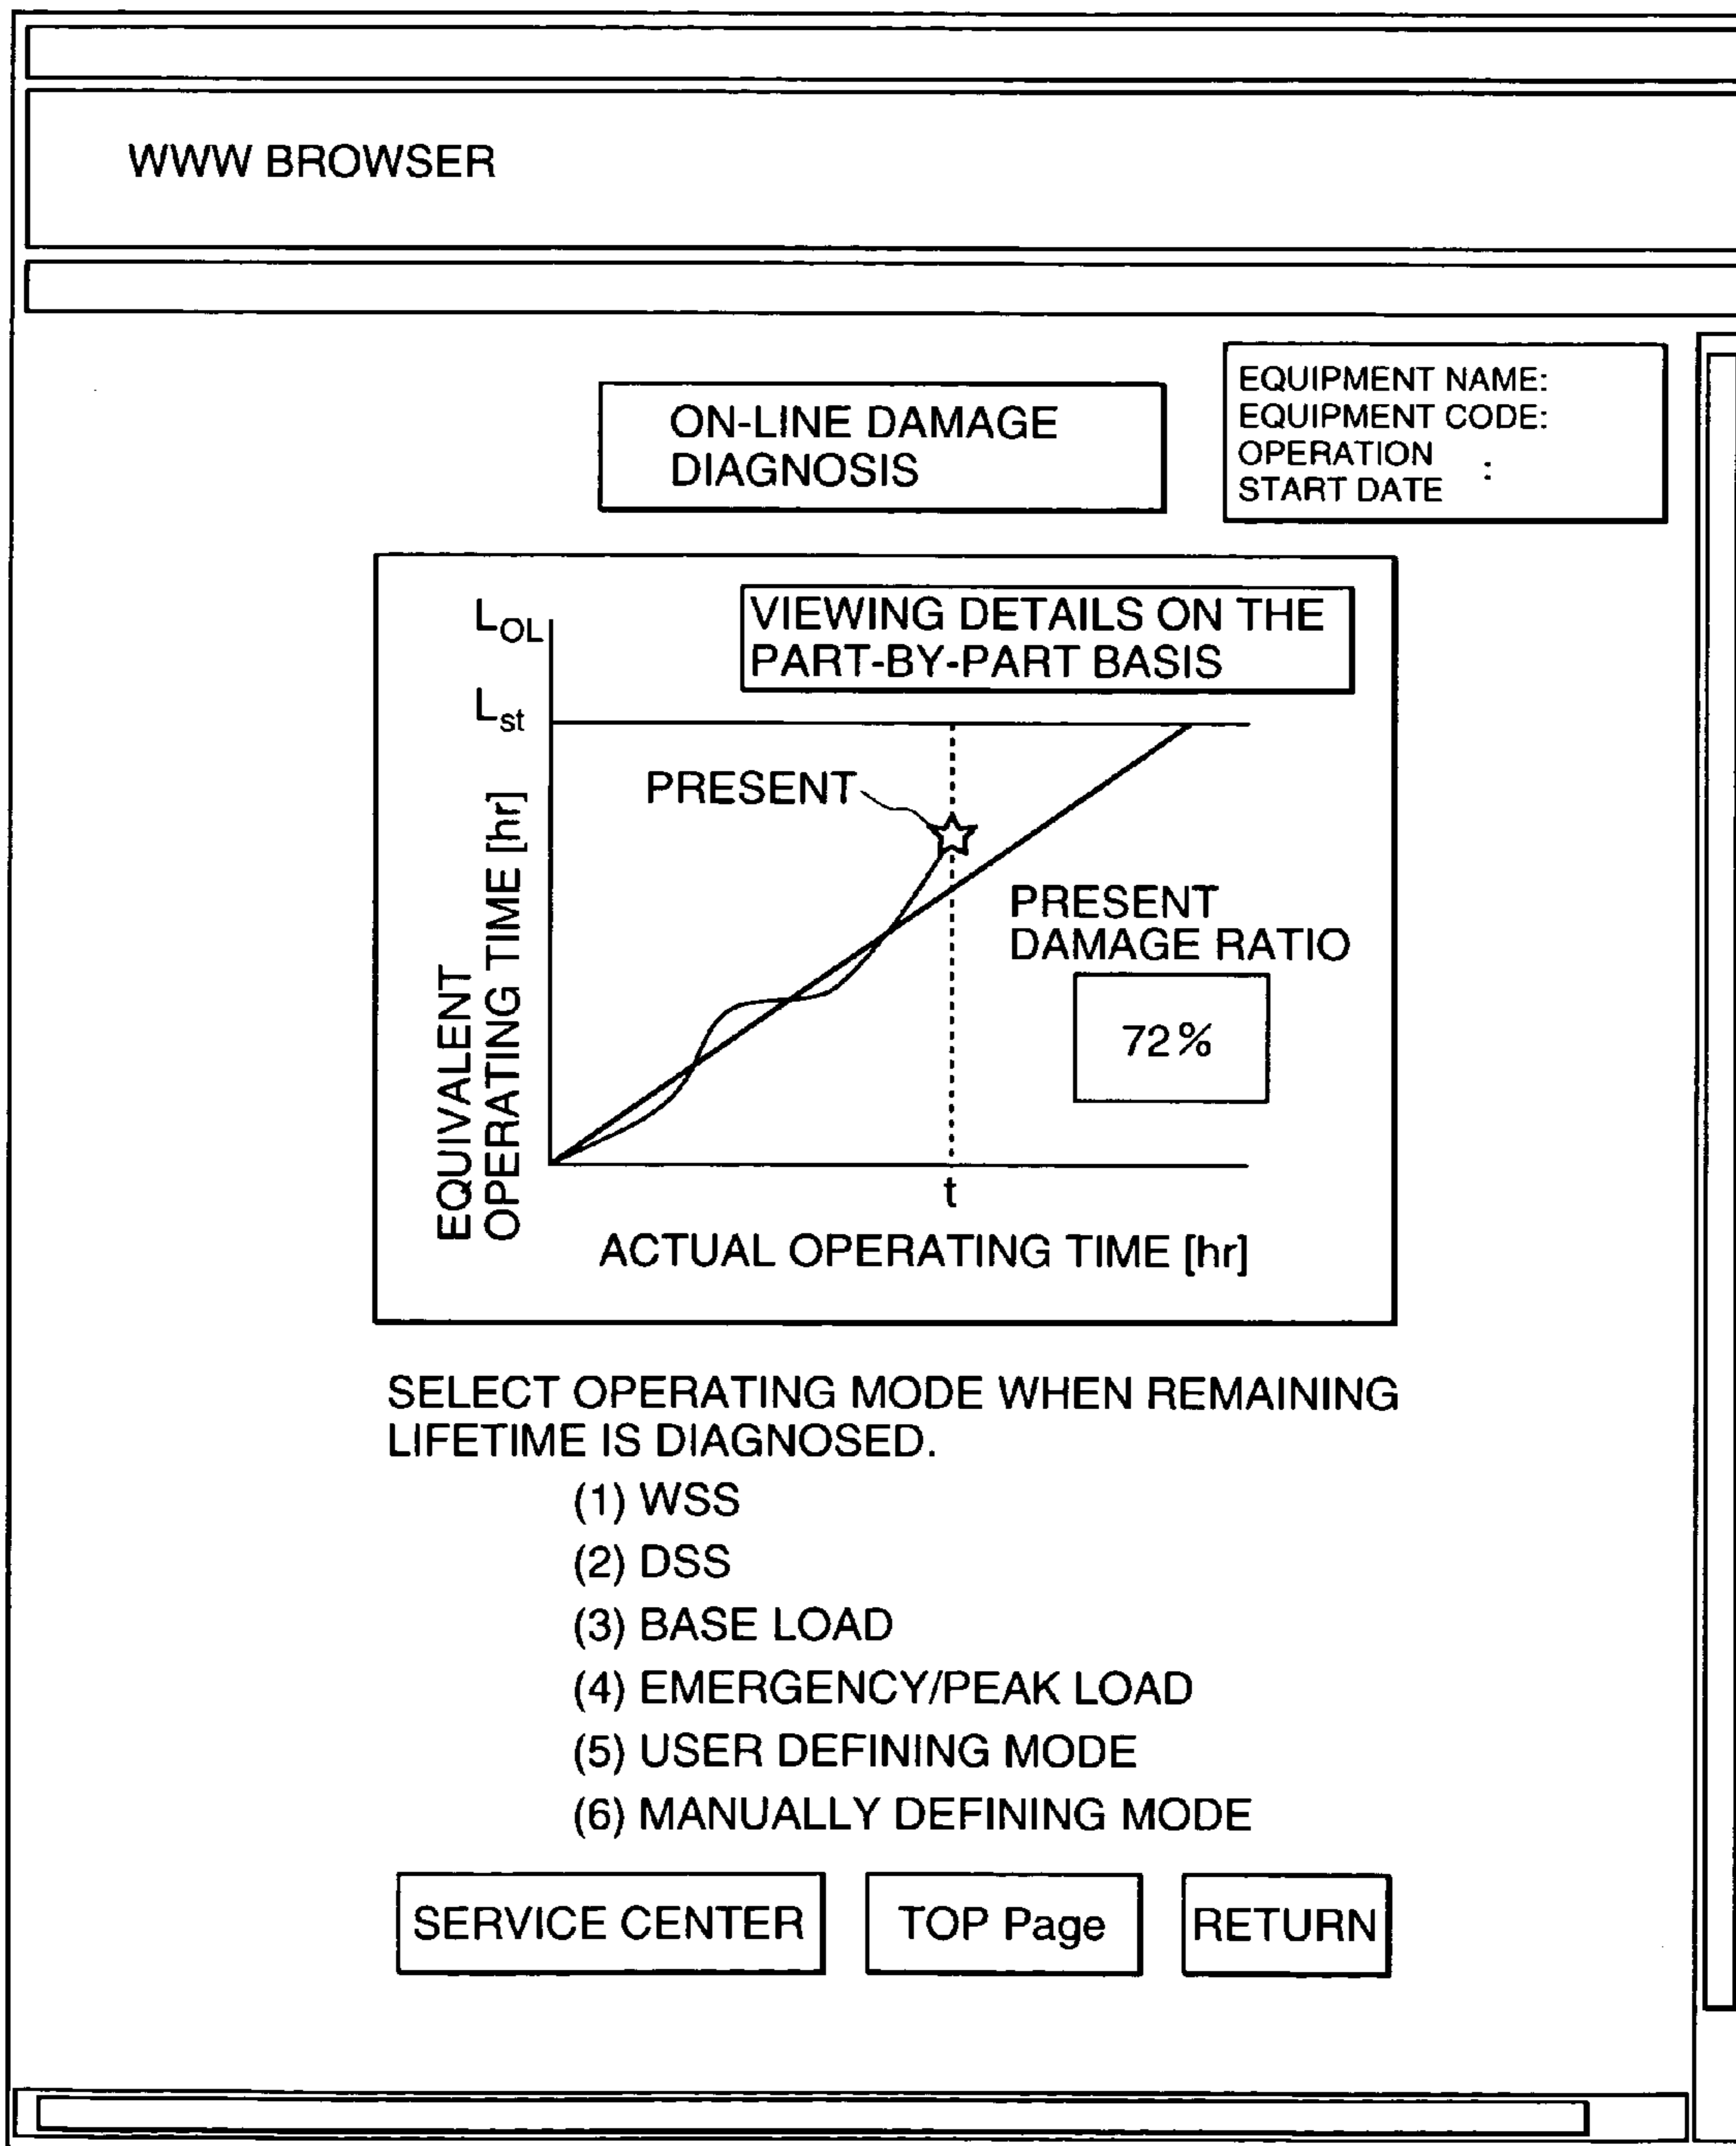 WWW BROWSER
ON-LINE DAMAGE
DIAGNOSIS
EQUIPMENT NAME:
EQUIPMENT CODE:
OPERATION
START DATE :
LOL
VIEWING DETAILS ON THE
PART-BY-PART BASIS
Lst
PRESENT
EQUIVALENT
OPERATING TIME [hr]
PRESENT
DAMAGE RATIO
72%
t
ACTUAL OPERATING TIME [hr]
SELECT OPERATING MODE WHEN REMAINING
LIFETIME IS DIAGNOSED.
(1) WSS
(2) DSS
(3) BASE LOAD
(4) EMERGENCY/PEAK LOAD
(5) USER DEFINING MODE
(6) MANUALLY DEFINING MODE
SERVICE CENTER
TOP Page
RETURN